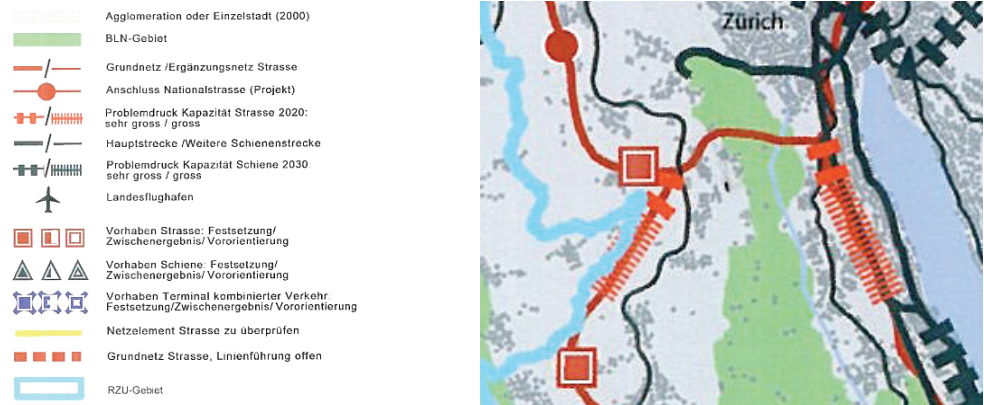 Agglomeration oder Einzelstadt (2000)
BLN-Gebiet
Grundnetz /Ergänzungsnetz Strasse
Anschluss Nationalstrasse (Projekt)
Problemdruck Kapazität Strasse 2020:
sehr gross / gross
Hauptstrecke /Weitere Schienenstrecke
Problemdruck Kapazität Schiene 2030:
sehr gross / gross
Landesflughafen
Vorhaben Strasse: Festsetzung/
Zwischenergebnis/ Vororientierung
Vorhaben Schiene: Festsetzung/
Zwischenergebnis/ Vororientierung
Vorhaben Terminal kombinierter Verkehr:
Festsetzung/Zwischenergebnis/ Vororientierung
Netzelement Strasse zu überprüfen
Grundnetz Strasse, Linienführung offen
RZU-Gebiet
Zürich